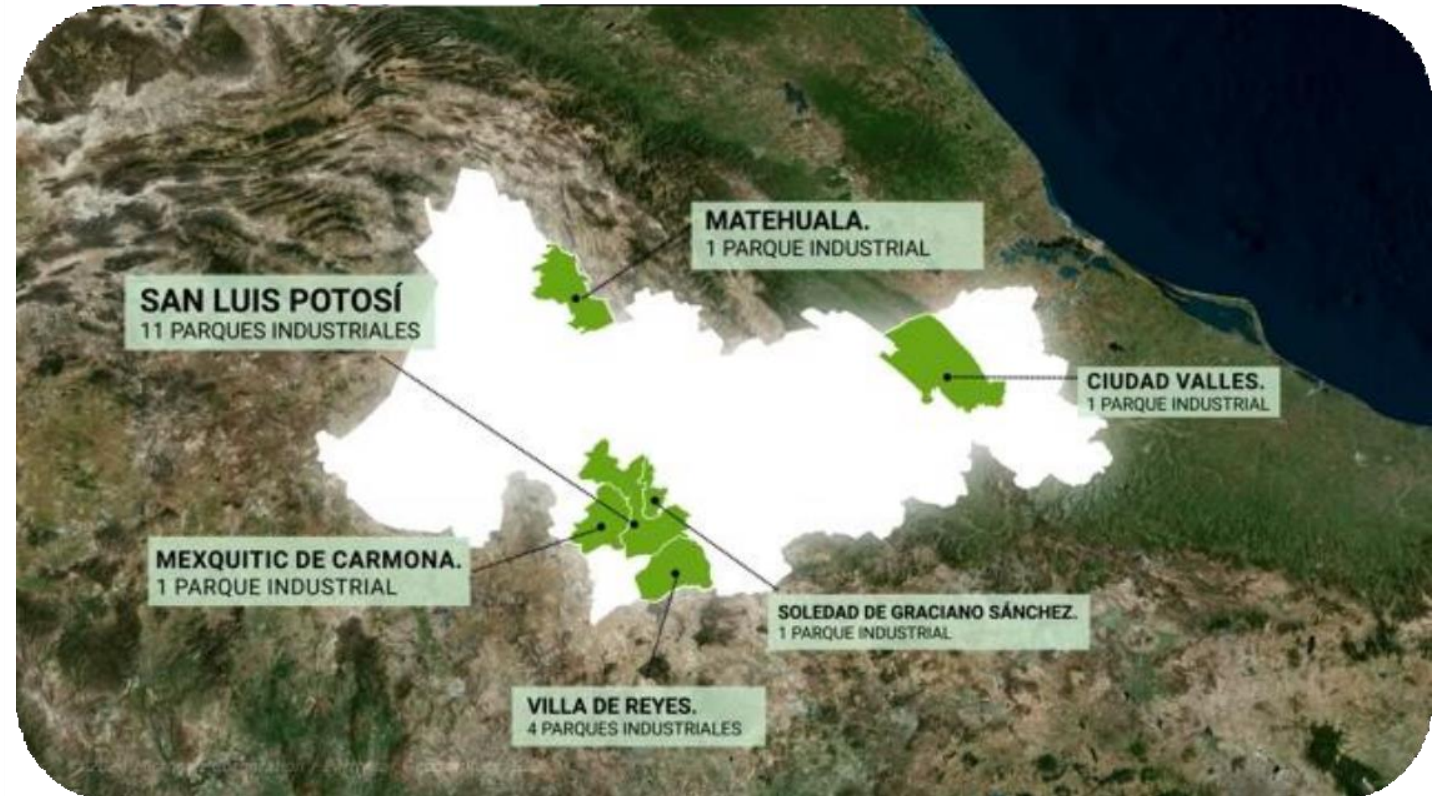 MATEHUALA.
1 PARQUE INDUSTRIAL
SAN LUIS POTOSÍ
11 PARQUES INDUSTRIALES
CIUDAD VALLES.
1 PARQUE INDUSTRIAL
MEXQUITIC DE CARMONA.
1 PARQUE INDUSTRIAL
SOLEDAD DE GRACIANO SÁNCHEZ.
1 PARQUE INDUSTRIAL
VILLA DE REYES.
4 PARQUES INDUSTRIALES